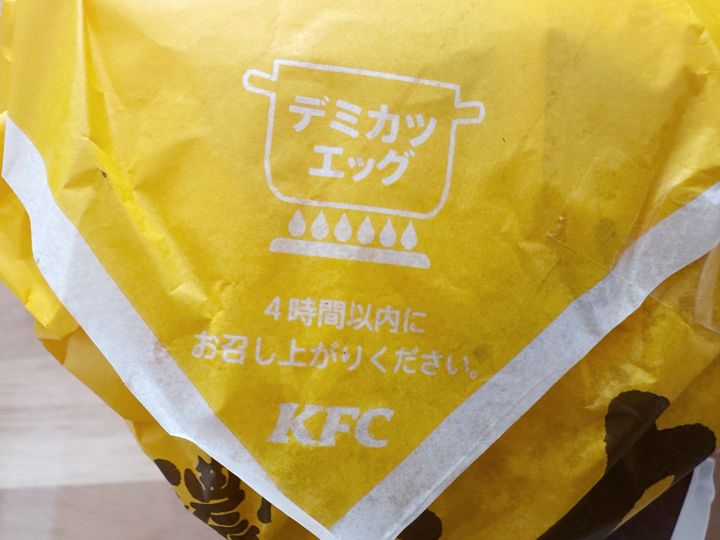 デミカツ
エッグ
4時間以内に
お召し上がりください。
KFC
濃